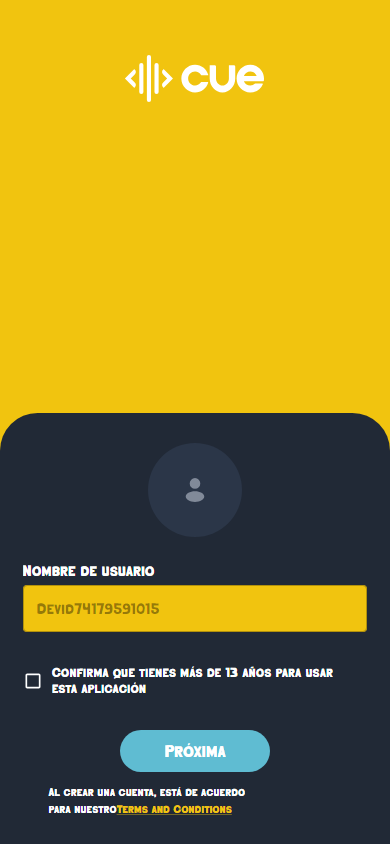 cue
Nombre de usuario
Devid74179591015
Confirma que tienes más de 13 años para usar
esta aplicación
Próxima
Al crear una cuenta, está de acuerdo
para nuestroTerms and Conditions